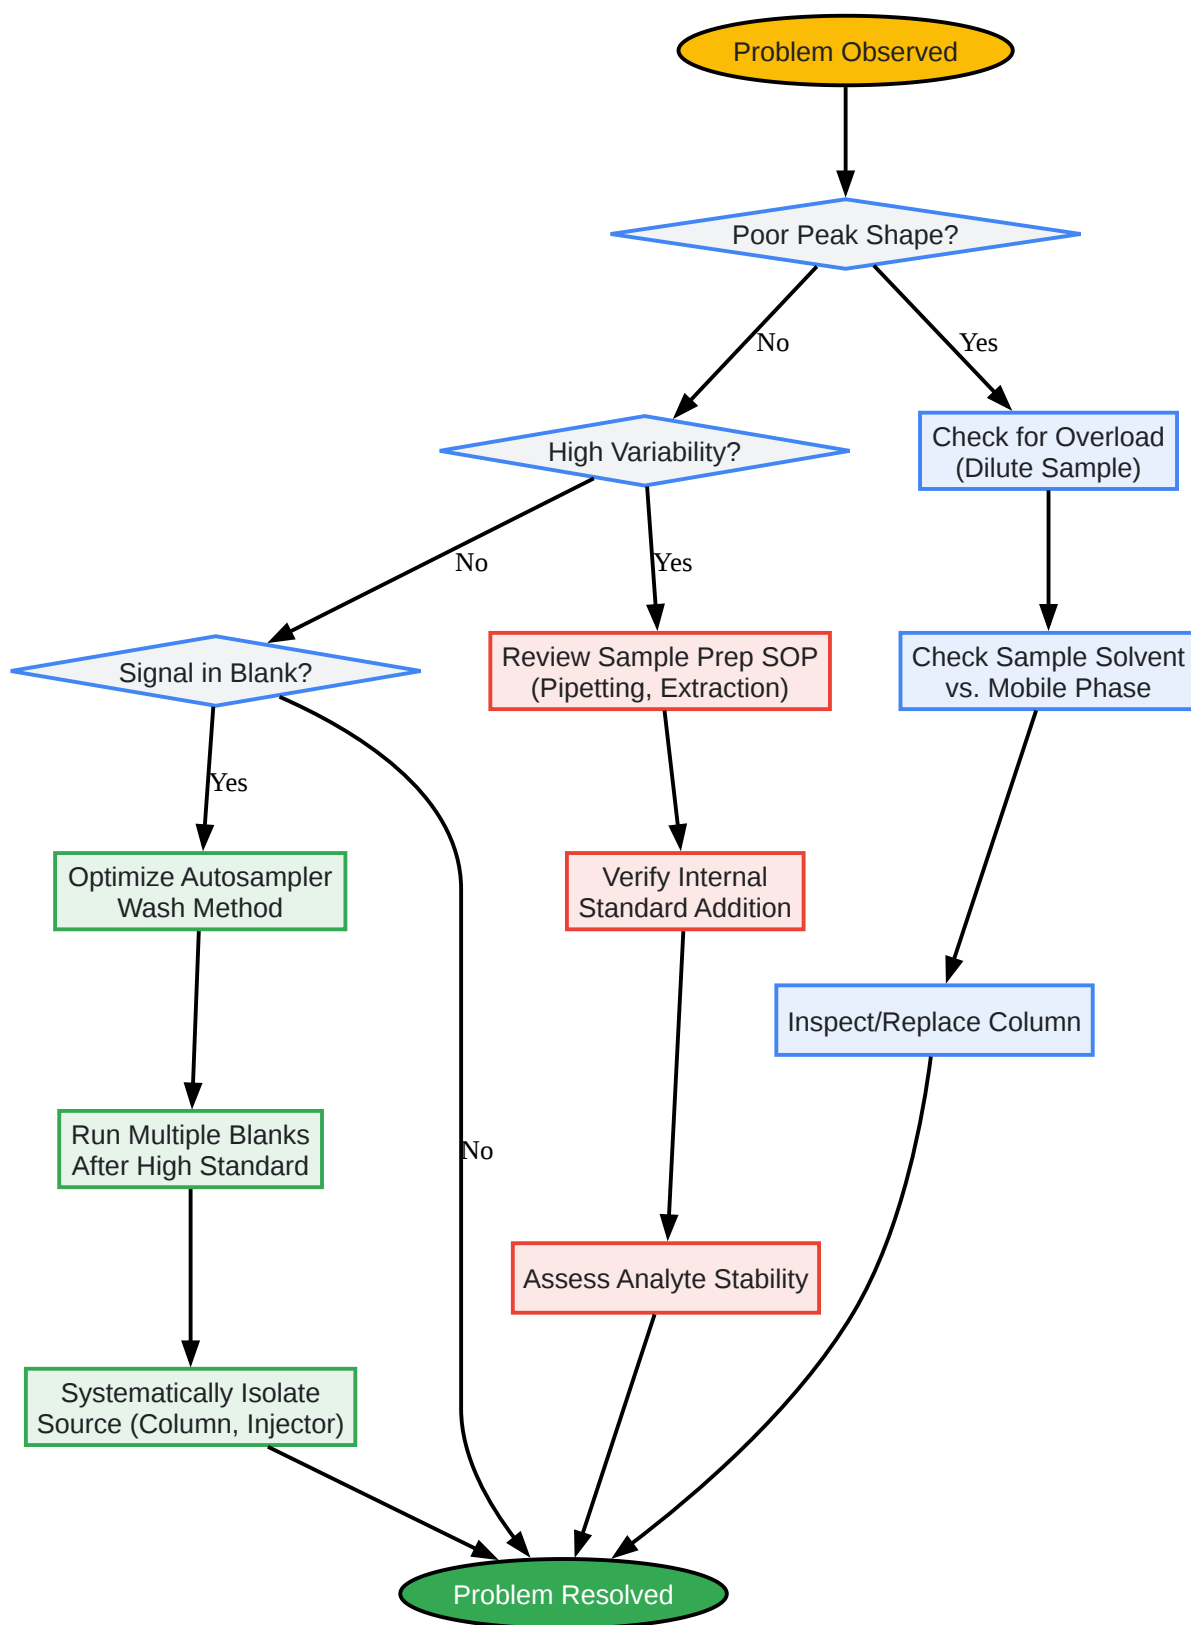 Problem Observed
Poor Peak Shape?
No
Yes
High Variability?
Check for Overload
(Dilute Sample)
No
Yes
Signal in Blank?
Review Sample Prep SOP
(Pipetting, Extraction)
Check Sample Solvent
vs. Mobile Phase
Yes
Optimize Autosampler
Wash Method
Verify Internal
Standard Addition
Inspect/Replace Column
Run Multiple Blanks
After High Standard
No
Assess Analyte Stability
Systematically Isolate
Source (Column, Injector)
Problem Resolved